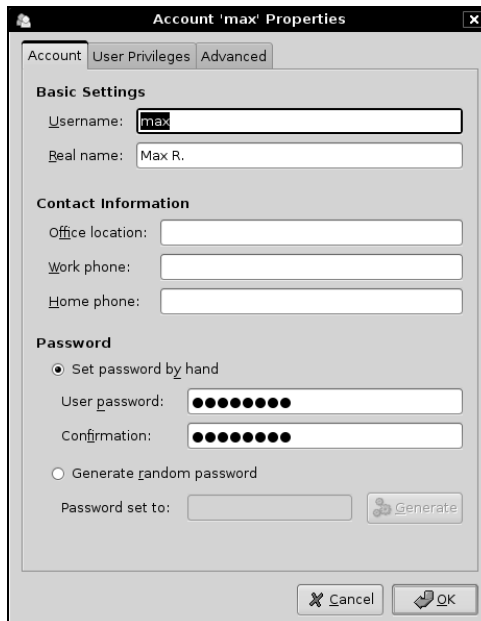 Account 'max' Properties
Account User Privileges Advanced
Basic Settings
Username: max
Real name: Max R.
Contact Information
Office location:
Work phone:
Home phone:
Password
Set password by hand
User password: ●●●●●●●●
Confirmation: ●●●●●●●●
Generate random password
Password set to: Generate
Cancel OK